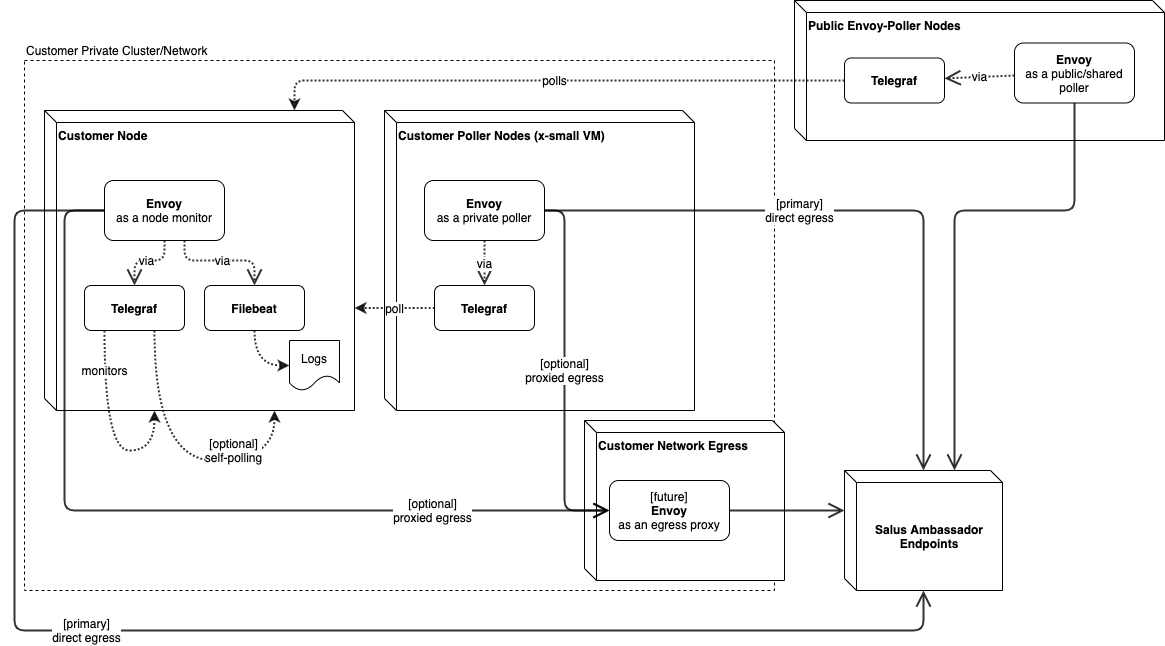 Public Envoy-Poller Nodes
Telegraf
via
Envoy
as a public/shared
poller
Customer Private Cluster/Network
polls
Customer Node
Envoy
as a node monitor
via
via
Telegraf
Filebeat
Logs
monitors
[optional]
self-polling
Customer Poller Nodes (x-small VM)
Envoy
as a private poller
via
Telegraf
poll
[primary]
direct egress
[optional]
proxied egress
Customer Network Egress
[future]
Envoy
as an egress proxy
[optional]
proxied egress
Salus Ambassador
Endpoints
[primary]
direct egress